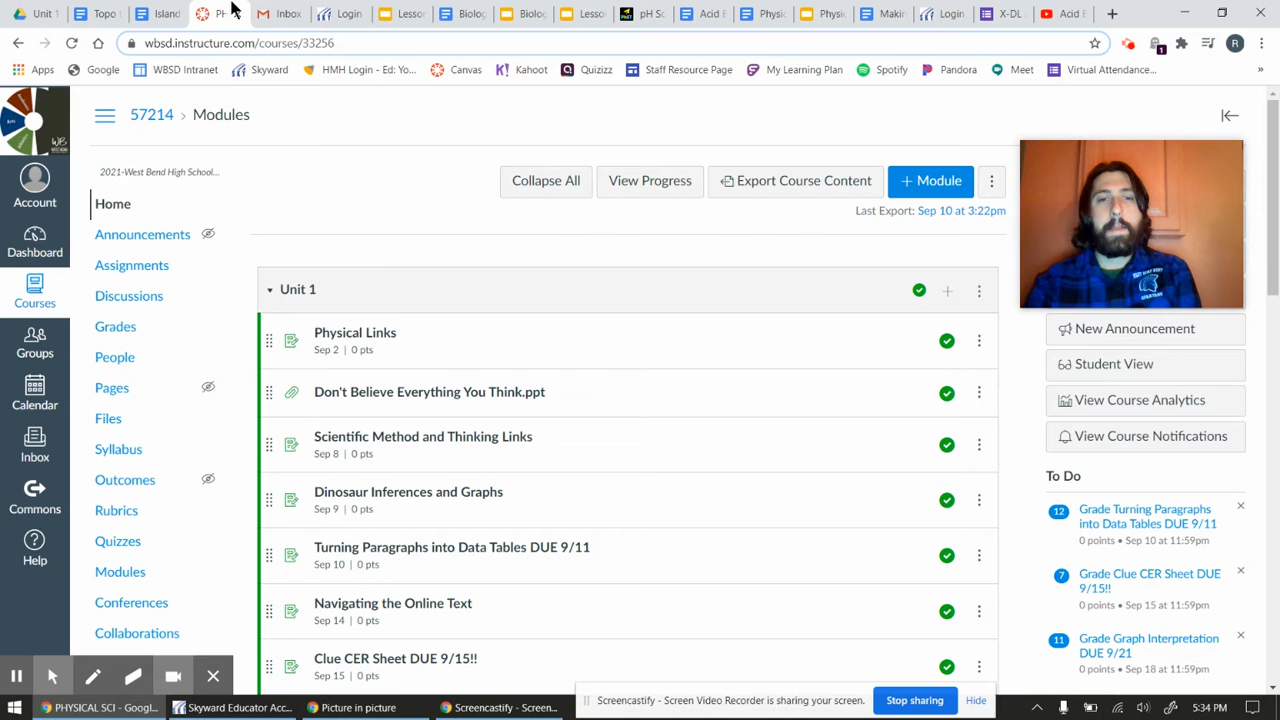 Unit 1
Topo
Island
PH
Inbox
Login
Lesso
Biolog
Biolog
Lesso
pH Sc
Acid B
Physic
Physic
Makin
Login
X-DL
Acid B
wbsd.instructure.com/courses/33256
R
1
Apps
Google
WBSD Intranet
Skyward
HMH Login - Ed: Yo...
Canvas
Kahoot
Quizizz
Staff Resource Page
My Learning Plan
Spotify
Pandora
Meet
Virtual Attendance...
»
57214 › Modules
WB
2021-West Bend High School...
Collapse All
View Progress
Export Course Content
+ Module
Last Export: Sep 10 at 3:22pm
Account
Dashboard
Courses
Groups
Calendar
Inbox
Commons
Help
Home
Announcements
Assignments
Discussions
Grades
People
Pages
Files
Syllabus
Outcomes
Rubrics
Quizzes
Modules
Conferences
Collaborations
Unit 1
Physical Links
Sep 2 | 0 pts
Don't Believe Everything You Think.ppt
Scientific Method and Thinking Links
Sep 8 | 0 pts
Dinosaur Inferences and Graphs
Sep 9 | 0 pts
Turning Paragraphs into Data Tables DUE 9/11
Sep 10 | 0 pts
Navigating the Online Text
Sep 14 | 0 pts
Clue CER Sheet DUE 9/15!!
Sep 15 | 0 pts
WEST BEND WEST
SPARTANS
New Announcement
Student View
View Course Analytics
View Course Notifications
To Do
12
Grade Turning Paragraphs
into Data Tables DUE 9/11
0 points • Sep 10 at 11:59pm
7
Grade Clue CER Sheet DUE
9/15!!
0 points • Sep 15 at 11:59pm
11
Grade Graph Interpretation
DUE 9/21
0 points • Sep 18 at 11:59pm
Screencastify - Screen Video Recorder is sharing your screen.
Stop sharing
Hide
PHYSICAL SCI - Googl...
Skyward Educator Acc...
Picture in picture
Screencastify - Screen...
5:34 PM